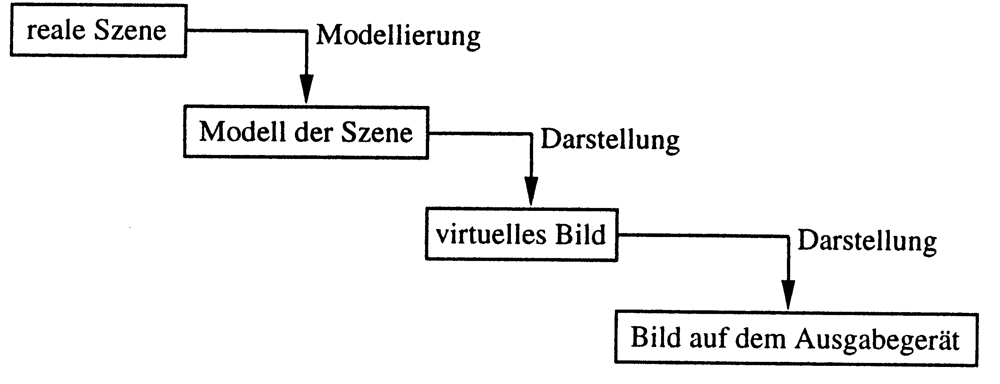 reale Szene
Modellierung
Modell der Szene
Darstellung
virtuelles Bild
Darstellung
Bild auf dem Ausgabegerät